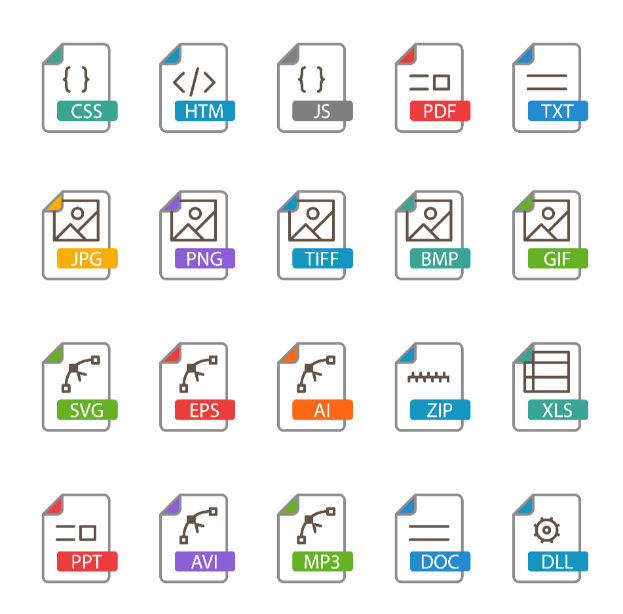 CSS HTM JS PDF TXT
JPG PNG TIFF BMP GIF
SVG EPS AI ZIP XLS
PPT AVI MP3 DOC DLL